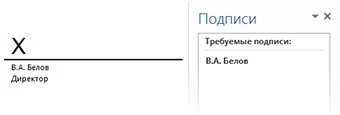 X
В.А. Белов
Директор
Подписи
Требуемые подписи:
В.А. Белов